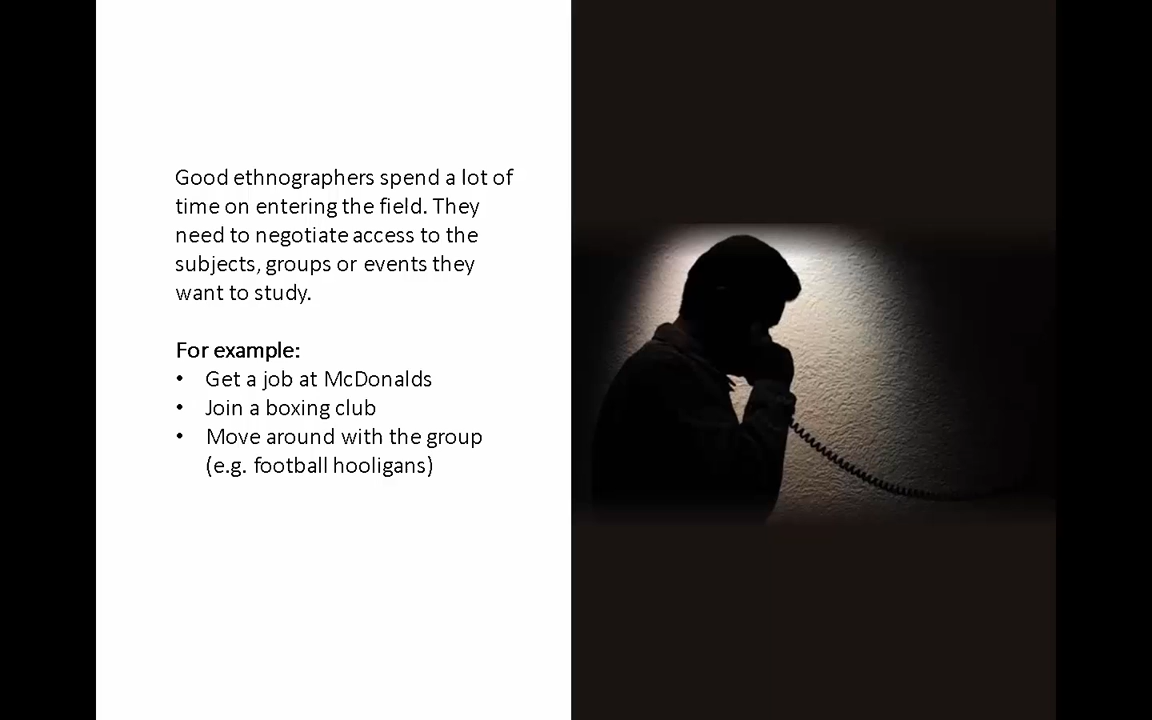 Good ethnographers spend a lot of
time on entering the field. They
need to negotiate access to the
subjects, groups or events they
want to study.
For example:
• Get a job at McDonalds
• Join a boxing club
• Move around with the group
(e.g. football hooligans)